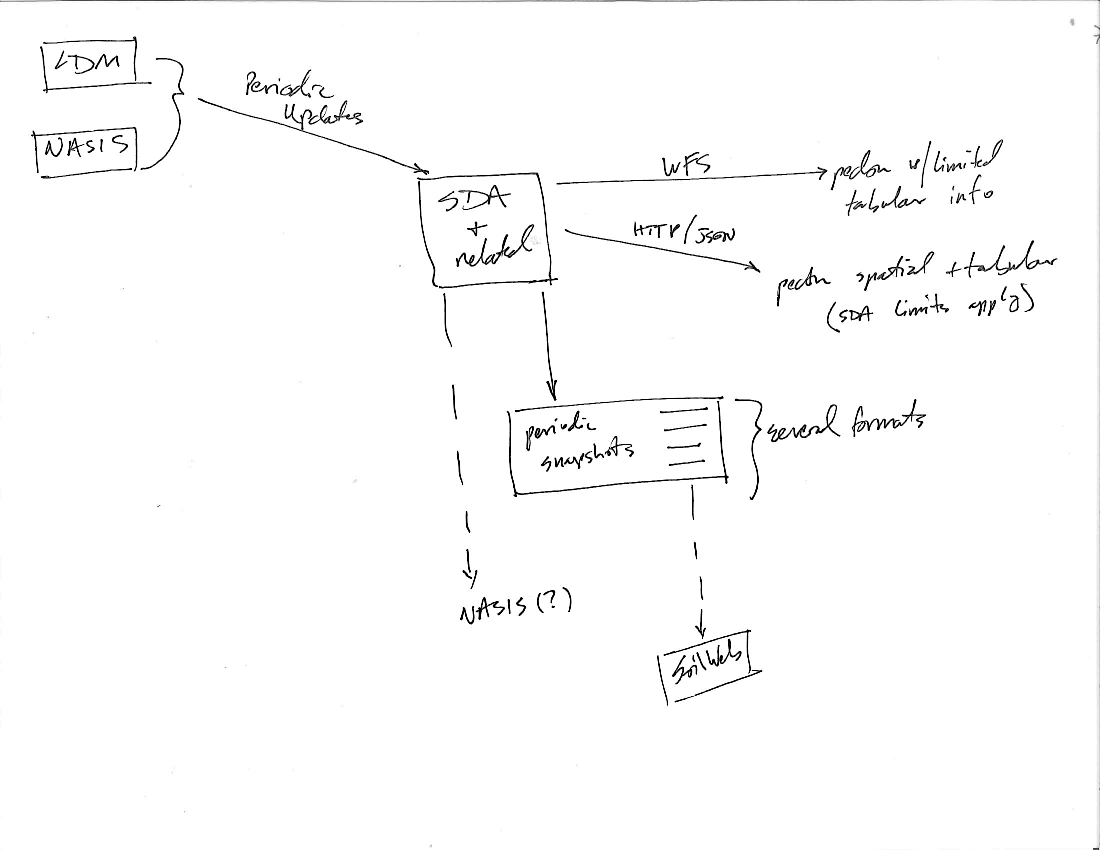 LDM
NASIS
Periodic
Updates
SDA
+
related
WFS
pedon w/limited
tabular info
HTTP/JSON
pedon spatial + tabular
(SDA limits apply)
periodic
snapshots
several formats
NASIS (?)
SoilWeb